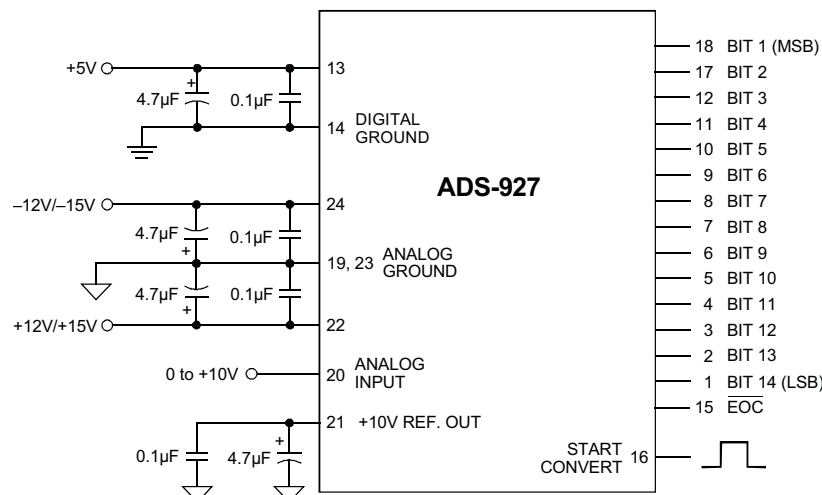 +5V
+
4.7µF
0.1µF
13
14 DIGITAL
GROUND
ADS-927
–12V/–15V
24
4.7µF
+
0.1µF
19, 23 ANALOG
GROUND
4.7µF
+
0.1µF
+12V/+15V
22
0 to +10V
20 ANALOG
INPUT
21 +10V REF. OUT
0.1µF
+
4.7µF
18 BIT 1 (MSB)
17 BIT 2
12 BIT 3
11 BIT 4
10 BIT 5
9 BIT 6
8 BIT 7
7 BIT 8
6 BIT 9
5 BIT 10
4 BIT 11
3 BIT 12
2 BIT 13
1 BIT 14 (LSB)
15 EOC
START
CONVERT 16